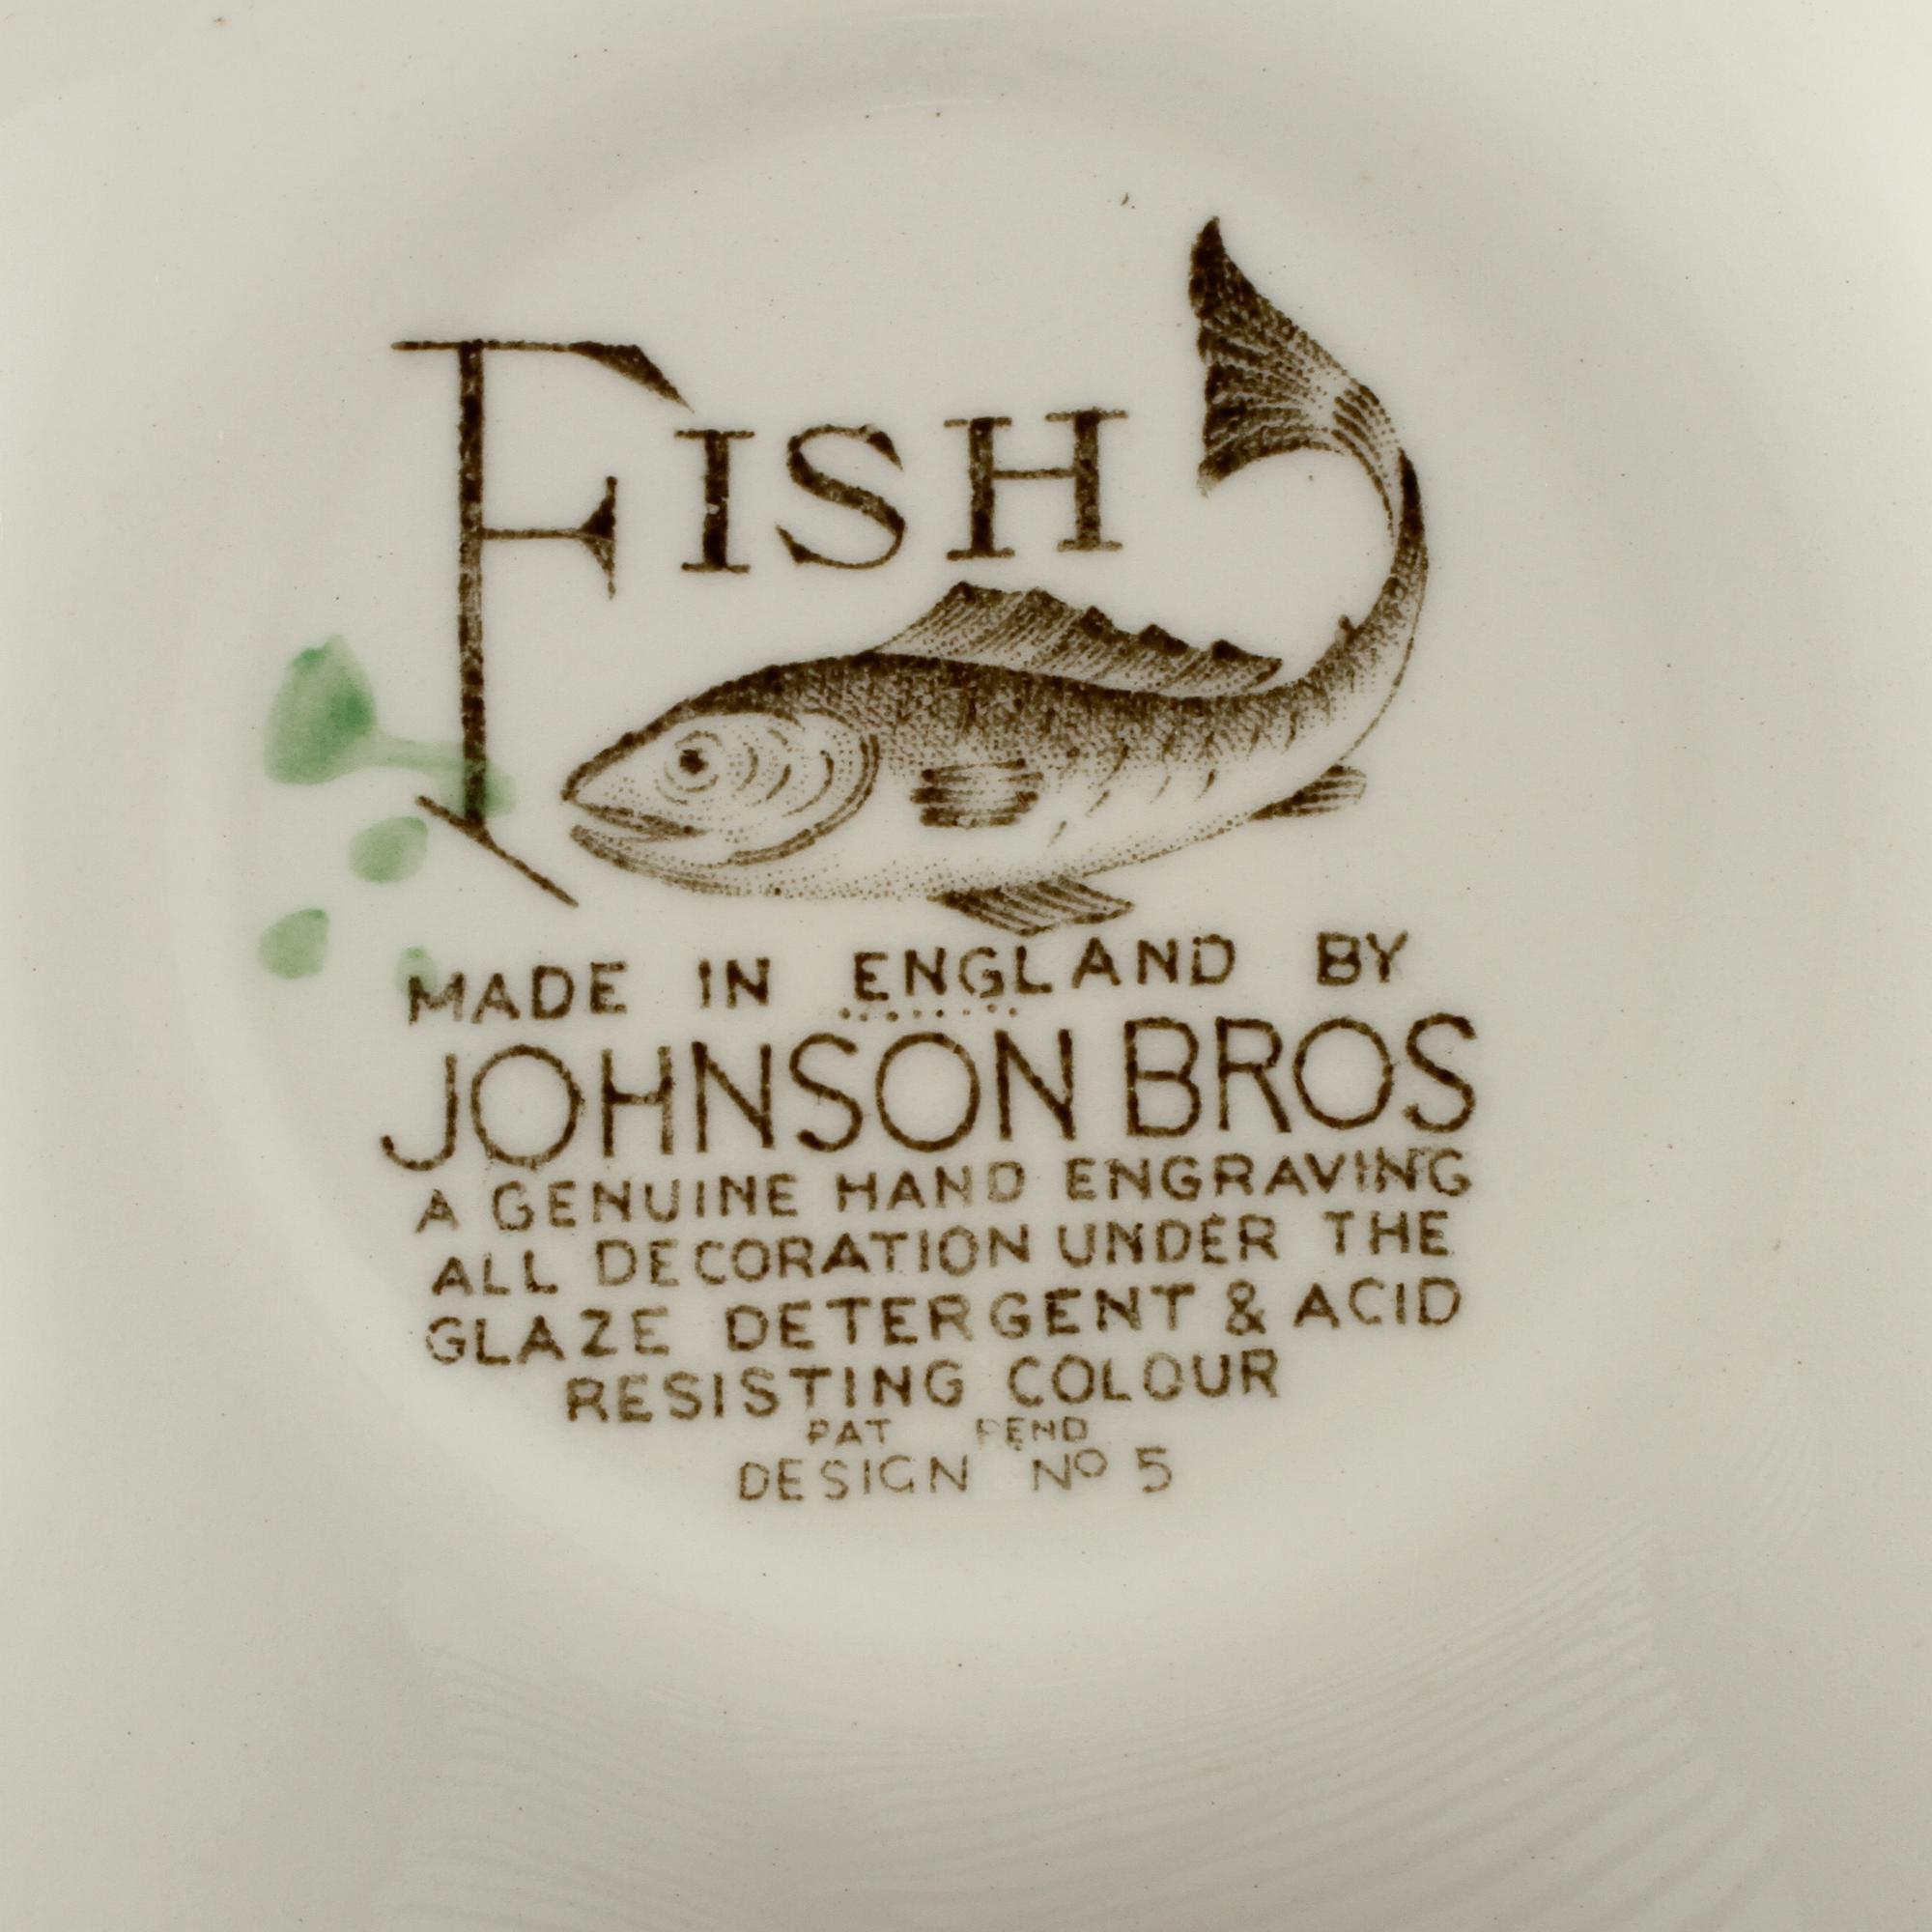 FISH
MADE IN ENGLAND BY
JOHNSON BROS
A GENUINE HAND ENGRAVING
ALL DECORATION UNDER THE
GLAZE DETERGENT & ACID
RESISTING COLOUR
PAT PEND
DESIGN Nº 5